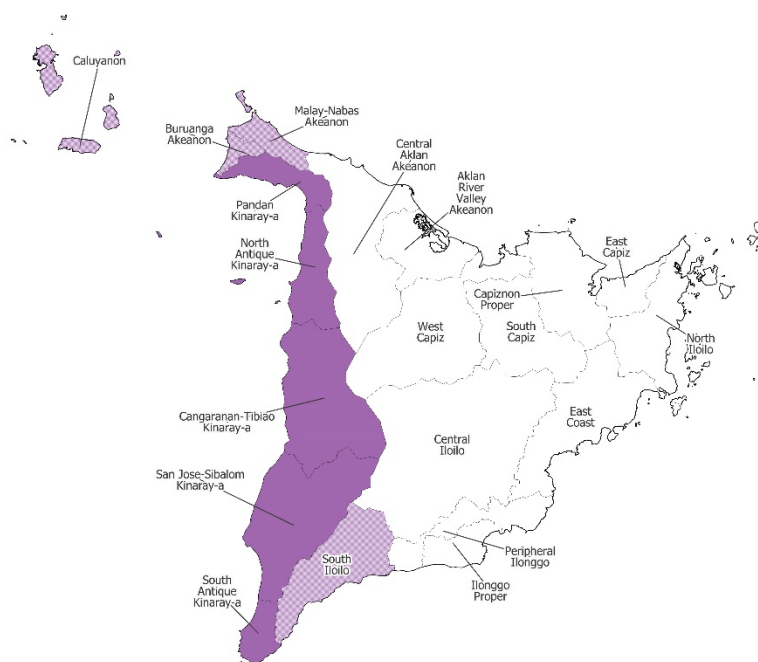 Caluyanon
Malay-Nabas
Akeanon
Buruanga
Akeanon
Central
Aklan
Akeanon
Aklan
River
Valley
Akeanon
Pandan
Kinaray-a
North
Antique
Kinaray-a
East
Capiz
Capiznon
Proper
West
Capiz
South
Capiz
North
Iloilo
Cangaranan-Tibiao
Kinaray-a
East
Coast
Central
Iloilo
San Jose-Sibalom
Kinaray-a
South
Iloilo
Peripheral
Ilonggo
South
Antique
Kinaray-a
Ilonggo
Proper